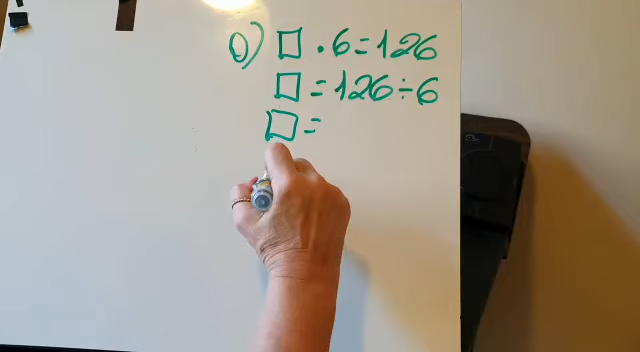 a) □ · 6 = 126
□ = 126 ÷ 6
□ =